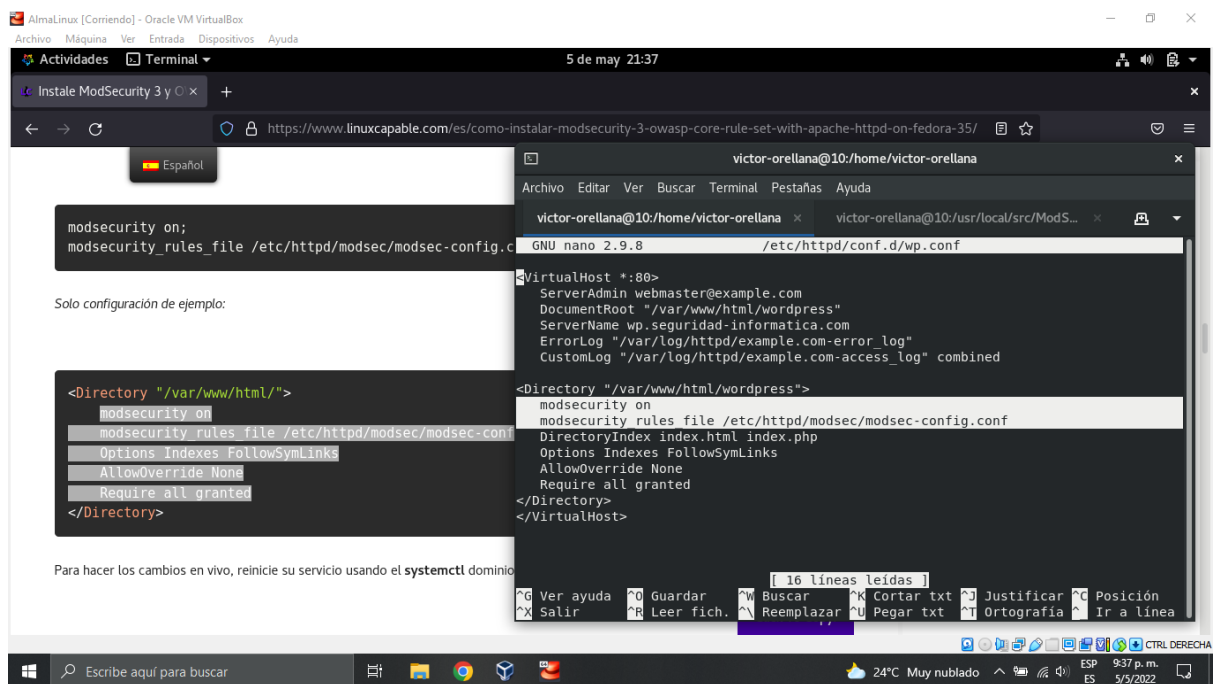 AlmaLinux [Corriendo] - Oracle VM VirtualBox
Archivo Máquina Ver Entrada Dispositivos Ayuda
Actividades Terminal 5 de may 21:37
Instale ModSecurity 3 y O
https://www.linuxcapable.com/es/como-instalar-modsecurity-3-owasp-core-rule-set-with-apache-httpd-on-fedora-35/
Español
modsecurity on;
modsecurity_rules_file /etc/httpd/modsec/modsec-config.c
Solo configuración de ejemplo:
<Directory "/var/www/html/">
modsecurity on
modsecurity_rules_file /etc/httpd/modsec/modsec-conf
Options Indexes FollowSymLinks
AllowOverride None
Require all granted
</Directory>
Para hacer los cambios en vivo, reinicie su servicio usando el systemctl dominio
victor-orellana@10:/home/victor-orellana
Archivo Editar Ver Buscar Terminal Pestañas Ayuda
victor-orellana@10:/home/victor-orellana victor-orellana@10:/usr/local/src/ModS...
GNU nano 2.9.8 /etc/httpd/conf.d/wp.conf
<VirtualHost *:80>
ServerAdmin webmaster@example.com
DocumentRoot "/var/www/html/wordpress"
ServerName wp.seguridad-informatica.com
ErrorLog "/var/log/httpd/example.com-error_log"
CustomLog "/var/log/httpd/example.com-access_log" combined
<Directory "/var/www/html/wordpress">
modsecurity on
modsecurity_rules_file /etc/httpd/modsec/modsec-config.conf
DirectoryIndex index.html index.php
Options Indexes FollowSymLinks
AllowOverride None
Require all granted
</Directory>
</VirtualHost>
[ 16 líneas leídas ]
^G Ver ayuda ^O Guardar ^W Buscar ^K Cortar txt ^J Justificar ^C Posición
^X Salir ^R Leer fich. ^\ Reemplazar ^U Pegar txt ^T Ortografía ^_ Ir a línea
CTRL DERECHA
Escribe aquí para buscar 24°C Muy nublado ESP 9:37 p. m.
ES 5/5/2022